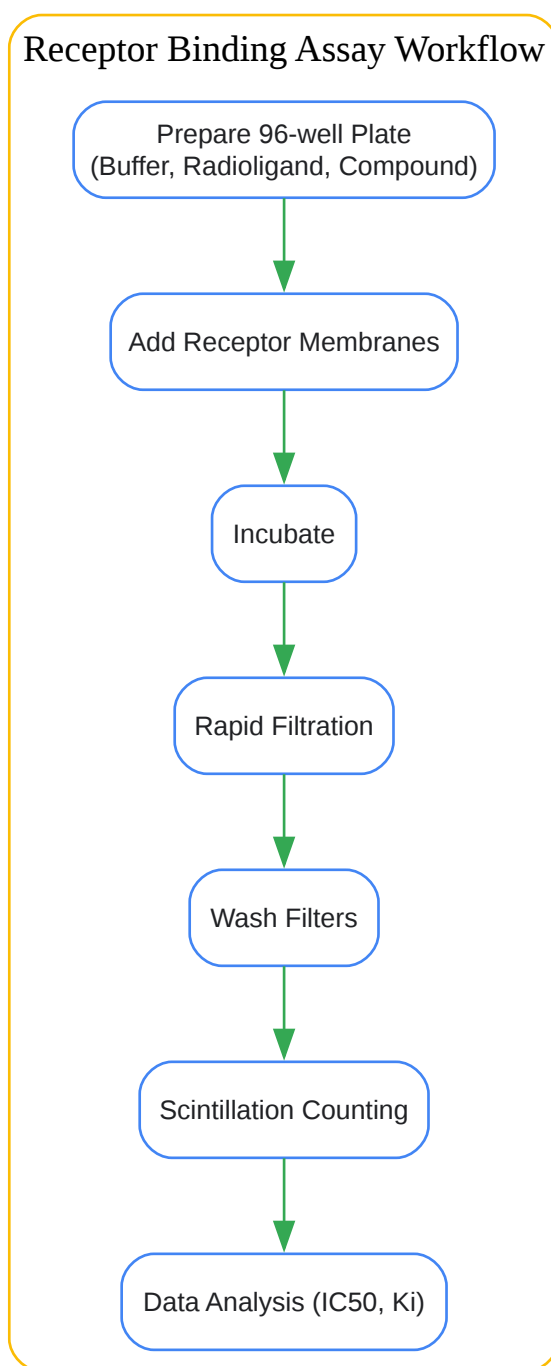 Receptor Binding Assay Workflow
Prepare 96-well Plate
(Buffer, Radioligand, Compound)
Add Receptor Membranes
Incubate
Rapid Filtration
Wash Filters
Scintillation Counting
Data Analysis (IC50, Ki)